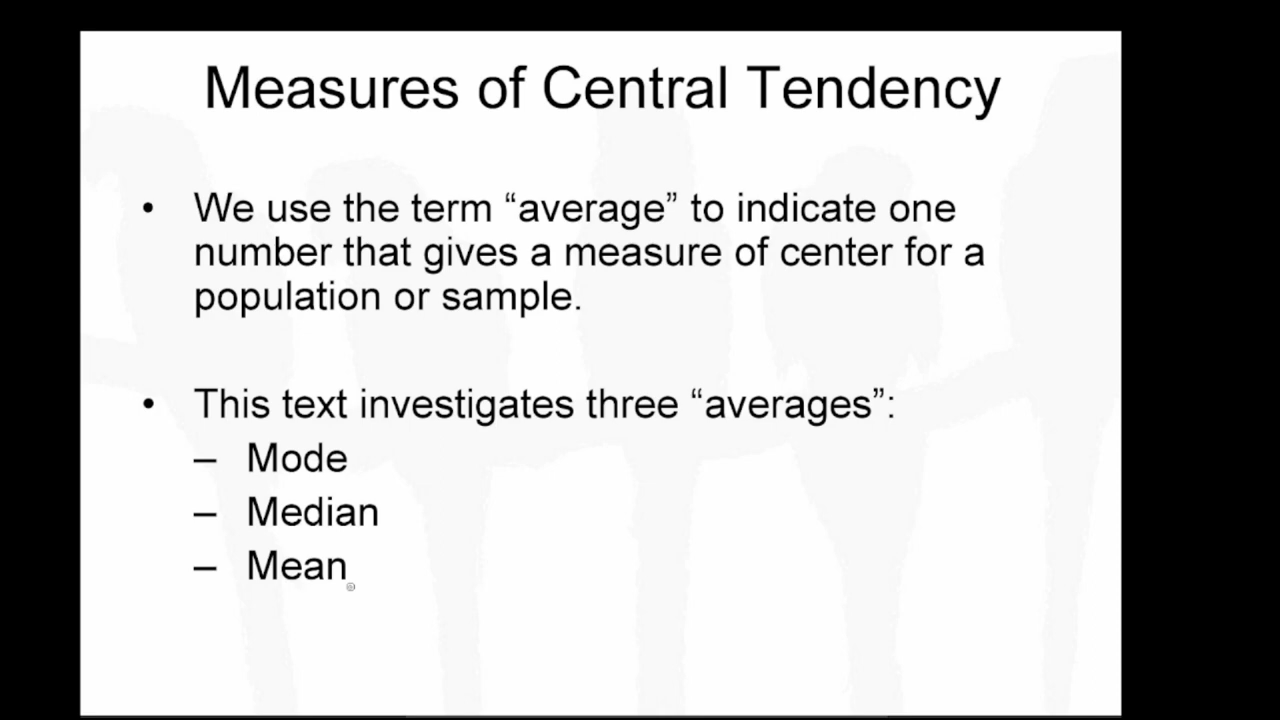 Measures of Central Tendency
• We use the term “average” to indicate one
number that gives a measure of center for a
population or sample.
• This text investigates three “averages”:
– Mode
– Median
– Mean